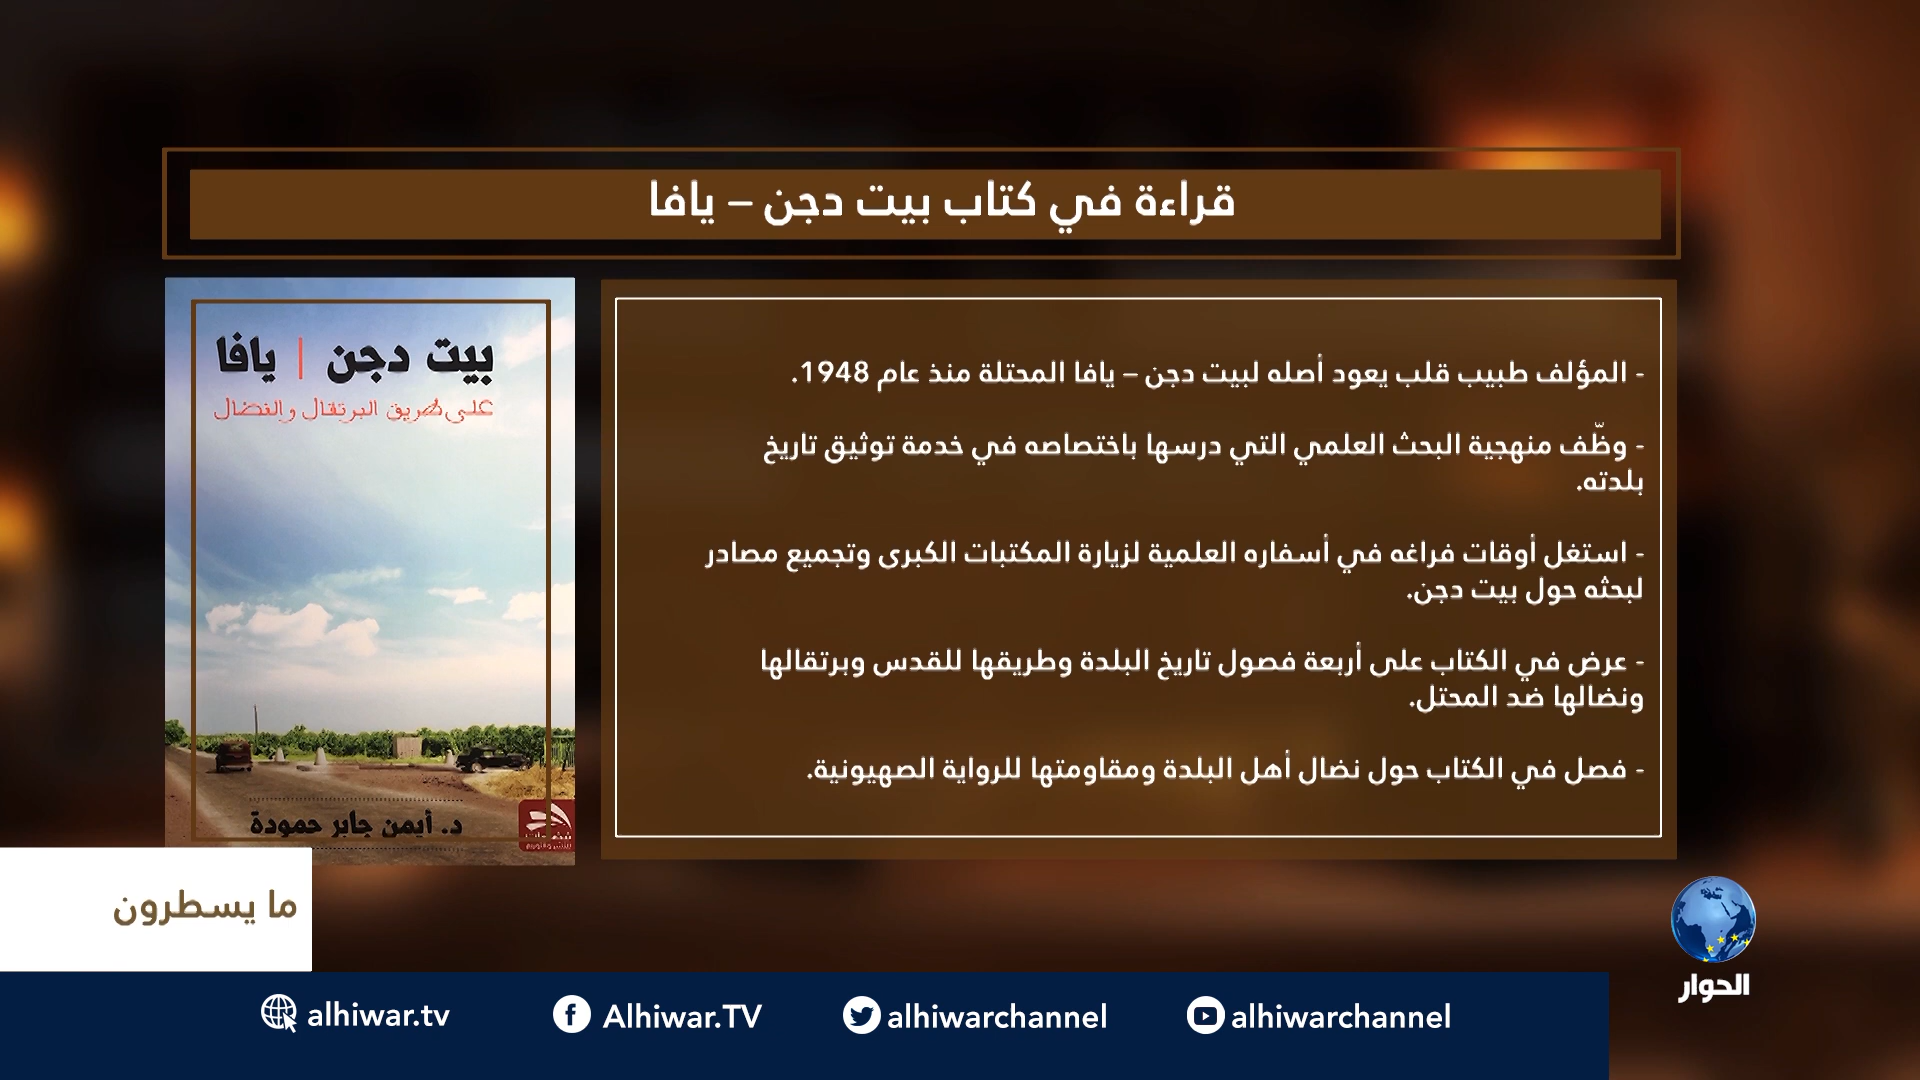 قراءة في كتاب بيت دجن – يافا
بيت دجن | يافا
على طريق البرتقال والنضال
د. أيمن جابر حمودة
- المؤلف طبيب قلب يعود أصله لبيت دجن – يافا المحتلة منذ عام 1948.
- وظّف منهجية البحث العلمي التي درسها باختصاصه في خدمة توثيق تاريخ
بلدته.
- استغل أوقات فراغه في أسفاره العلمية لزيارة المكتبات الكبرى وتجميع مصادر
لبحثه حول بيت دجن.
- عرض في الكتاب على أربعة فصول تاريخ البلدة وطريقها للقدس وبرتقالها
ونضالها ضد المحتل.
- فصل في الكتاب حول نضال أهل البلدة ومقاومتها للرواية الصهيونية.
ما يسطرون
الحوار
alhiwar.tv
Alhiwar.TV
alhiwarchannel
alhiwarchannel